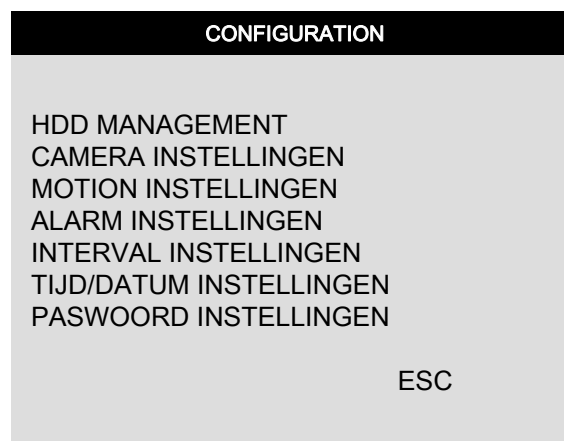 CONFIGURATION
HDD MANAGEMENT
CAMERA INSTELLINGEN
MOTION INSTELLINGEN
ALARM INSTELLINGEN
INTERVAL INSTELLINGEN
TIJD/DATUM INSTELLINGEN
PASWOORD INSTELLINGEN
ESC